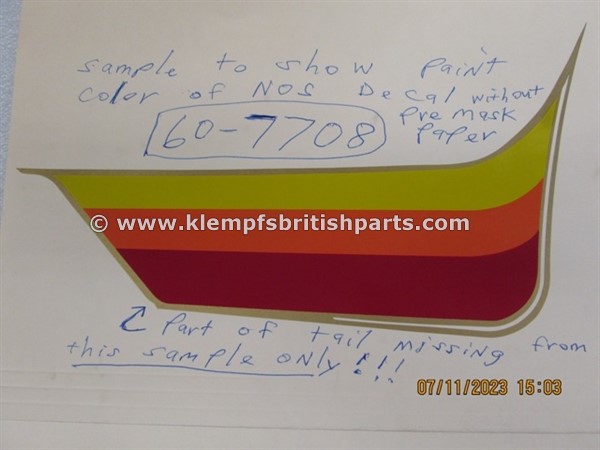 sample to show paint
color of NOS Decal without
60-7708
Pre mask
Paper
© www.klempfsbritishparts.com
Part of tail missing from
this sample only!!!
07/11/2023 15:03